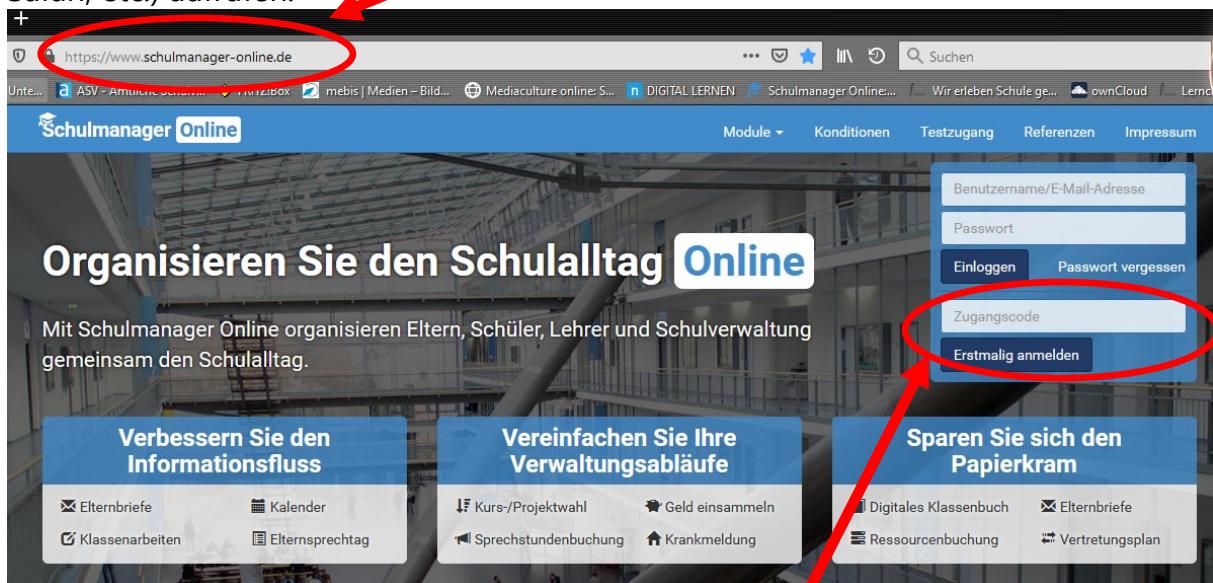 +
https://www.schulmanager-online.de ••• Suchen
Unte... a ASV - Amtliche Schulv... FRITZ!Box mebis | Medien – Bild... Mediaculture online: S... n DIGITAL LERNEN Schulmanager Online:... Wir erleben Schule ge... ownCloud
Schulmanager Online Module Konditionen Testzugang Referenzen Impressum
Benutzername/E-Mail-Adresse
Passwort
Einloggen Passwort vergessen
Zugangscode
Erstmalig anmelden
Organisieren Sie den Schulalltag Online
Mit Schulmanager Online organisieren Eltern, Schüler, Lehrer und Schulverwaltung
gemeinsam den Schulalltag.
Verbessern Sie den
Informationsfluss
Elternbriefe Kalender
Klassenarbeiten Elternsprechtag
Vereinfachen Sie Ihre
Verwaltungsabläufe
Kurs-/Projektwahl Geld einsammeln
Sprechstundenbuchung Krankmeldung
Sparen Sie sich den
Papierkram
Digitales Klassenbuch Elternbriefe
Ressourcenbuchung Vertretungsplan